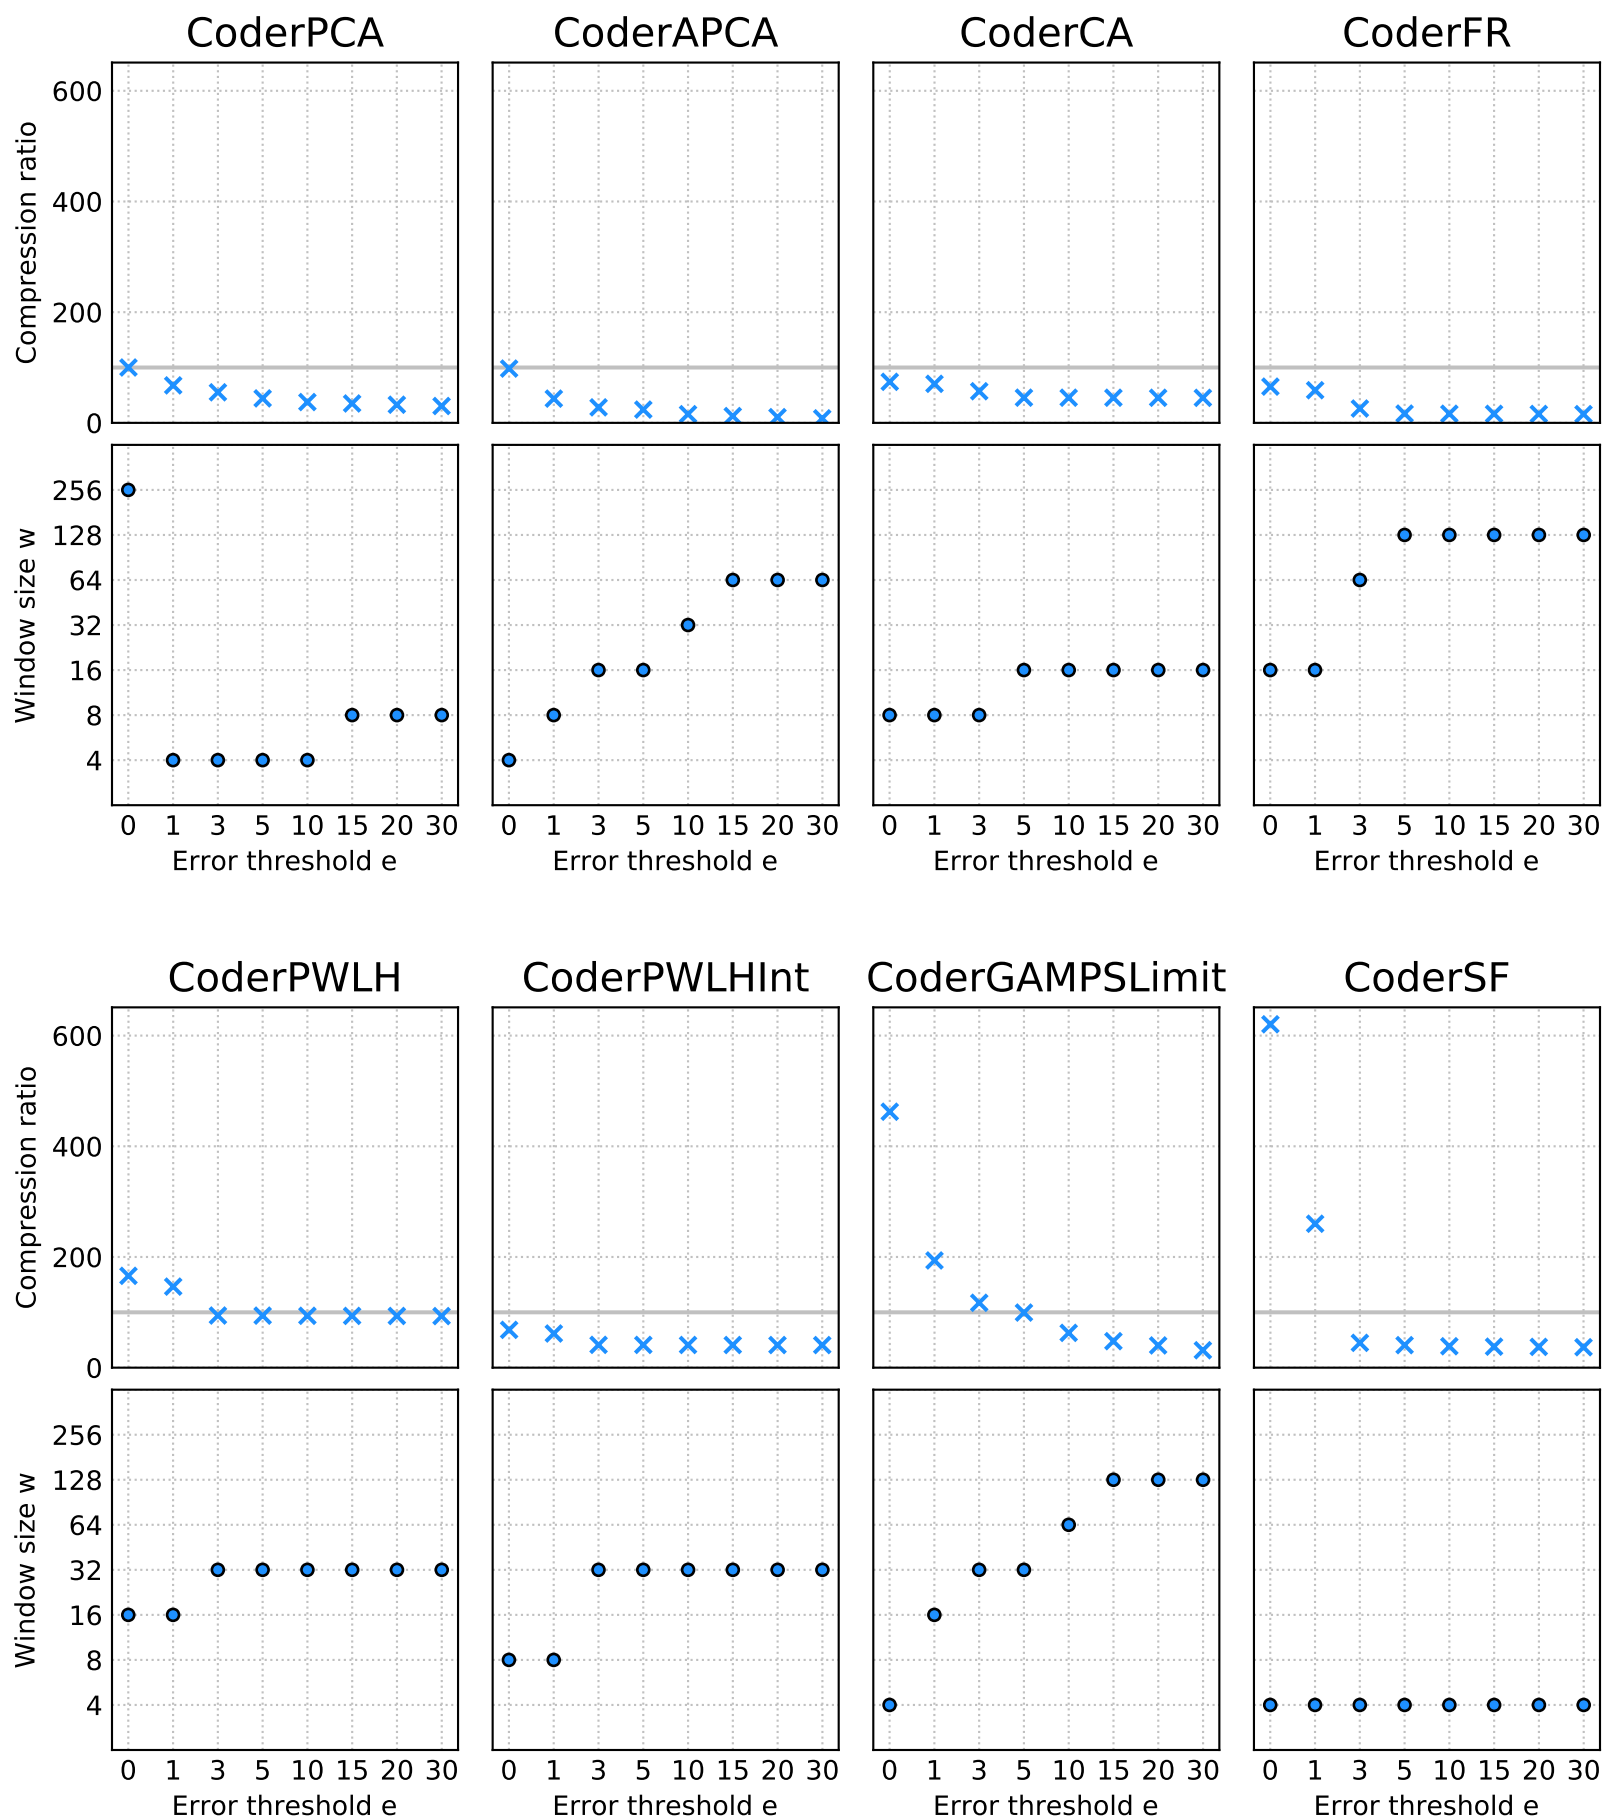 CoderPCA CoderAPCA CoderCA CoderFR
Compression ratio
600
400
200
0
Window size w
256
128
64
32
16
8
4
0 1 3 5 10 15 20 30 0 1 3 5 10 15 20 30 0 1 3 5 10 15 20 30 0 1 3 5 10 15 20 30
Error threshold e Error threshold e Error threshold e Error threshold e
CoderPWLH CoderPWLHInt CoderGAMPSLimit CoderSF
Compression ratio
600
400
200
0
Window size w
256
128
64
32
16
8
4
0 1 3 5 10 15 20 30 0 1 3 5 10 15 20 30 0 1 3 5 10 15 20 30 0 1 3 5 10 15 20 30
Error threshold e Error threshold e Error threshold e Error threshold e